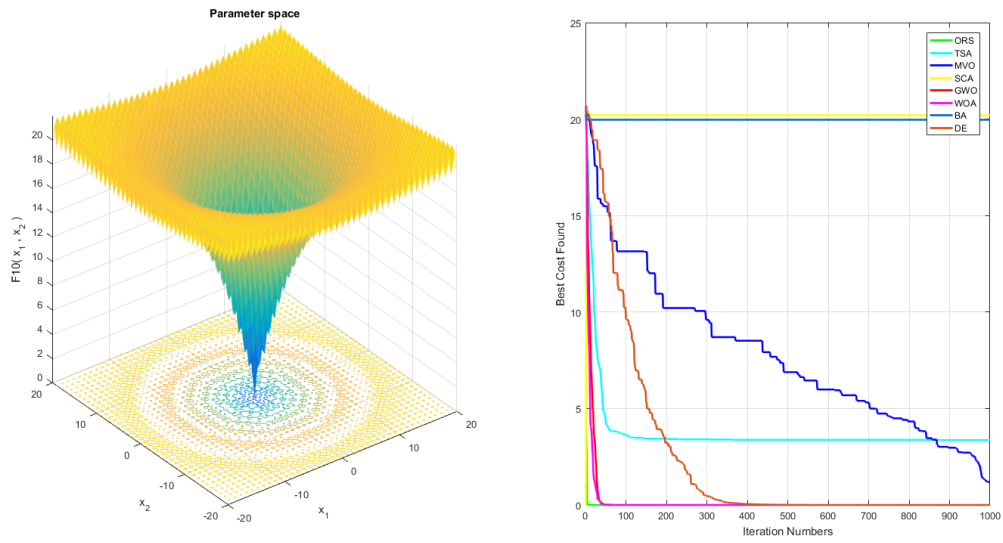 Parameter space
F10( x1 , x2 )
20
18
16
14
12
10
8
6
4
2
0
20
10
0
-10
-20
x2
-20
-10
0
10
20
x1
25
20
15
10
5
0
Best Cost Found
ORS
TSA
MVO
SCA
GWO
WOA
BA
DE
0 100 200 300 400 500 600 700 800 900 1000
Iteration Numbers